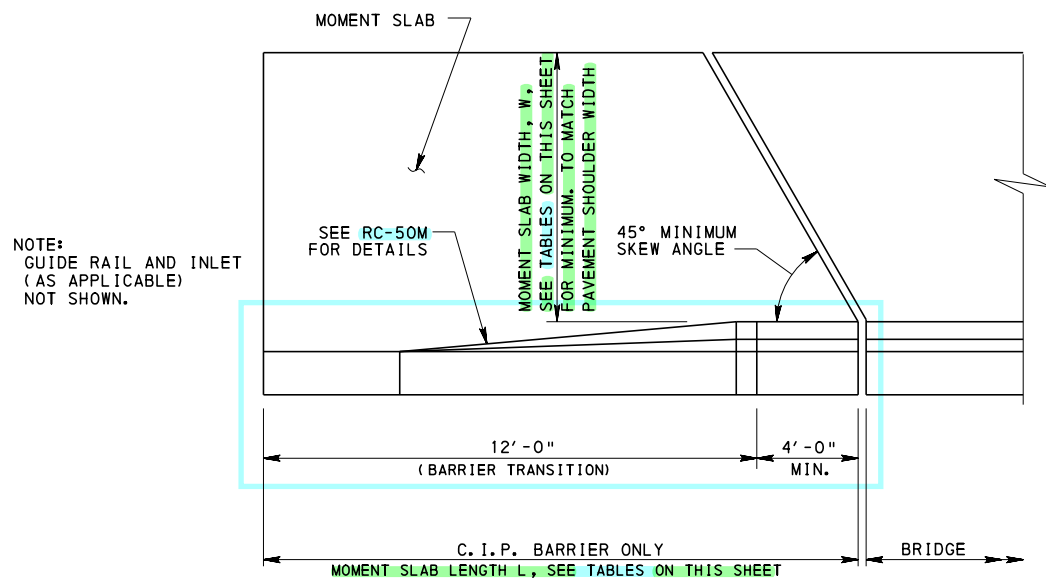 MOMENT SLAB
MOMENT SLAB WIDTH, W,
SEE TABLES ON THIS SHEET
FOR MINIMUM. TO MATCH
PAVEMENT SHOULDER WIDTH
SEE RC-50M
FOR DETAILS
45° MINIMUM
SKEW ANGLE
NOTE:
GUIDE RAIL AND INLET
(AS APPLICABLE)
NOT SHOWN.
12'-0"
(BARRIER TRANSITION)
4'-0"
MIN.
C.I.P. BARRIER ONLY
MOMENT SLAB LENGTH L, SEE TABLES ON THIS SHEET
BRIDGE